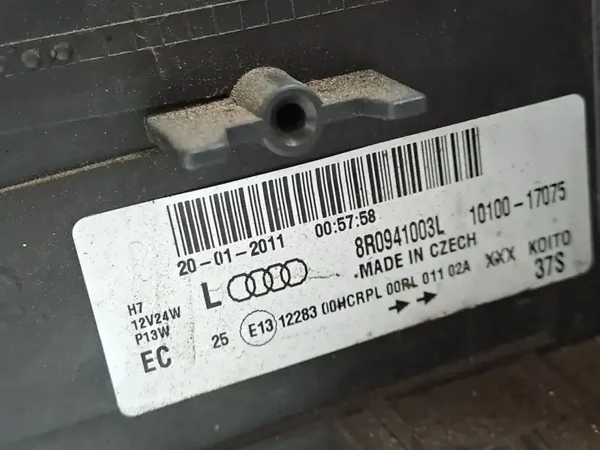 20-01-2011 00:57:58 8R0941003L 10100-17075
MADE IN CZECH XXX KOITO
L
H7
12V24W
P13W
EC
25 E13 12283 00HCRPL 00RL 011 02A
37S